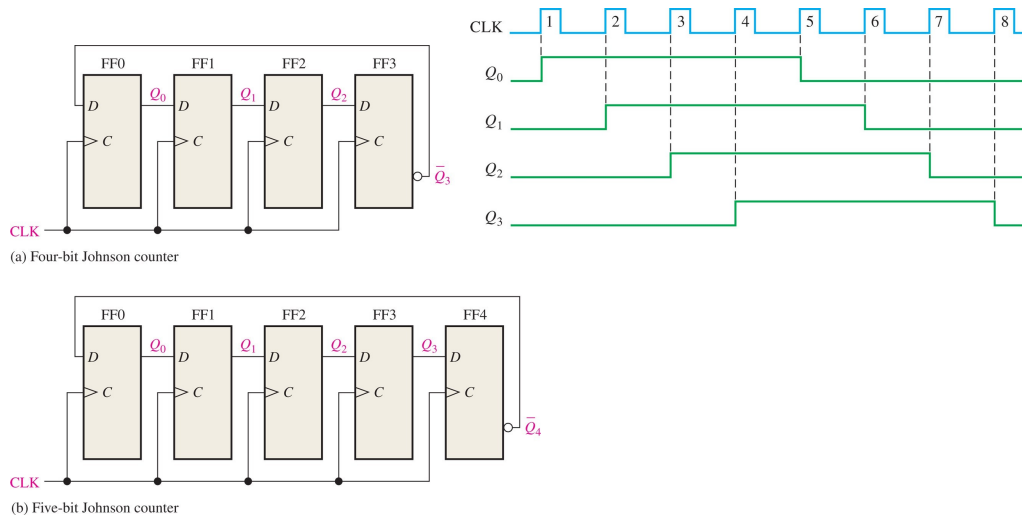 FF0 FF1 FF2 FF3
D Q₀ D Q₁ D Q₂ D
C C C C
Q̅₃
CLK
(a) Four-bit Johnson counter
CLK 1 2 3 4 5 6 7 8
Q₀
Q₁
Q₂
Q₃
FF0 FF1 FF2 FF3 FF4
D Q₀ D Q₁ D Q₂ D Q₃ D
C C C C C
Q̅₄
CLK
(b) Five-bit Johnson counter